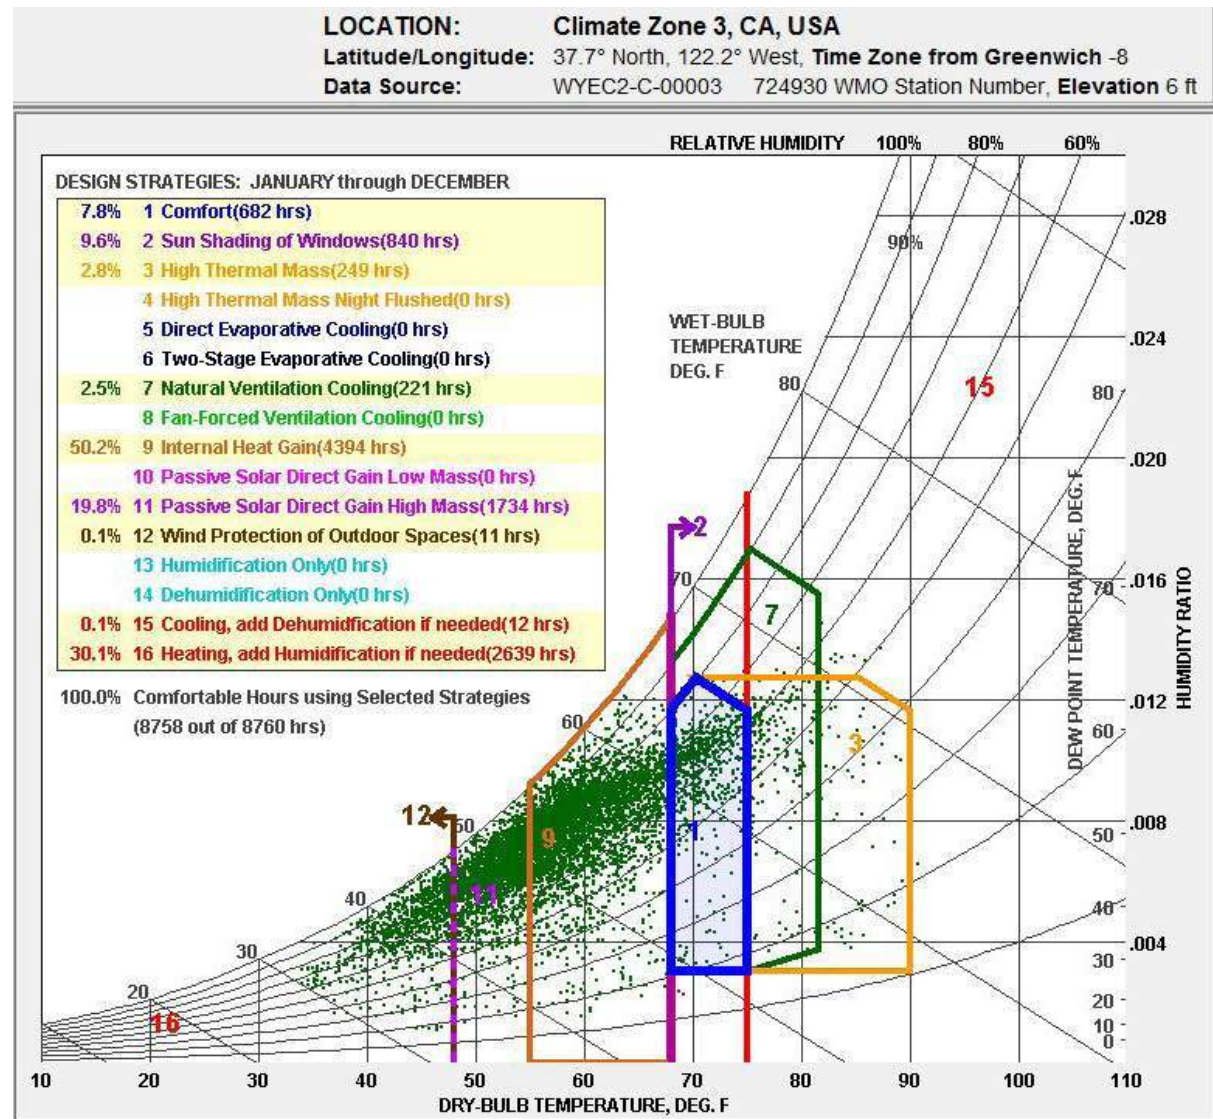 LOCATION: Climate Zone 3, CA, USA
Latitude/Longitude: 37.7° North, 122.2° West, Time Zone from Greenwich -8
Data Source: WYEC2-C-00003 724930 WMO Station Number, Elevation 6 ft
RELATIVE HUMIDITY 100% 80% 60%
DESIGN STRATEGIES: JANUARY through DECEMBER
7.8% 1 Comfort(682 hrs)
9.6% 2 Sun Shading of Windows(840 hrs)
2.8% 3 High Thermal Mass(249 hrs)
4 High Thermal Mass Night Flushed(0 hrs)
5 Direct Evaporative Cooling(0 hrs)
6 Two-Stage Evaporative Cooling(0 hrs)
2.5% 7 Natural Ventilation Cooling(221 hrs)
8 Fan-Forced Ventilation Cooling(0 hrs)
50.2% 9 Internal Heat Gain(4394 hrs)
10 Passive Solar Direct Gain Low Mass(0 hrs)
19.8% 11 Passive Solar Direct Gain High Mass(1734 hrs)
0.1% 12 Wind Protection of Outdoor Spaces(11 hrs)
13 Humidification Only(0 hrs)
14 Dehumidification Only(0 hrs)
0.1% 15 Cooling, add Dehumidfication if needed(12 hrs)
30.1% 16 Heating, add Humidification if needed(2639 hrs)
100.0% Comfortable Hours using Selected Strategies
(8758 out of 8760 hrs)
90%
WET-BULB
TEMPERATURE
DEG. F
80
15
2
70
7
60
3
12
50
9
1
11
40
30
20
16
.028
.024
.020
.016
.012
.008
.004
HUMIDITY RATIO
DEW POINT TEMPERATURE, DEG. F
80
70
60
50
40
30
20
10
0
10 20 30 40 50 60 70 80 90 100 110
DRY-BULB TEMPERATURE, DEG. F